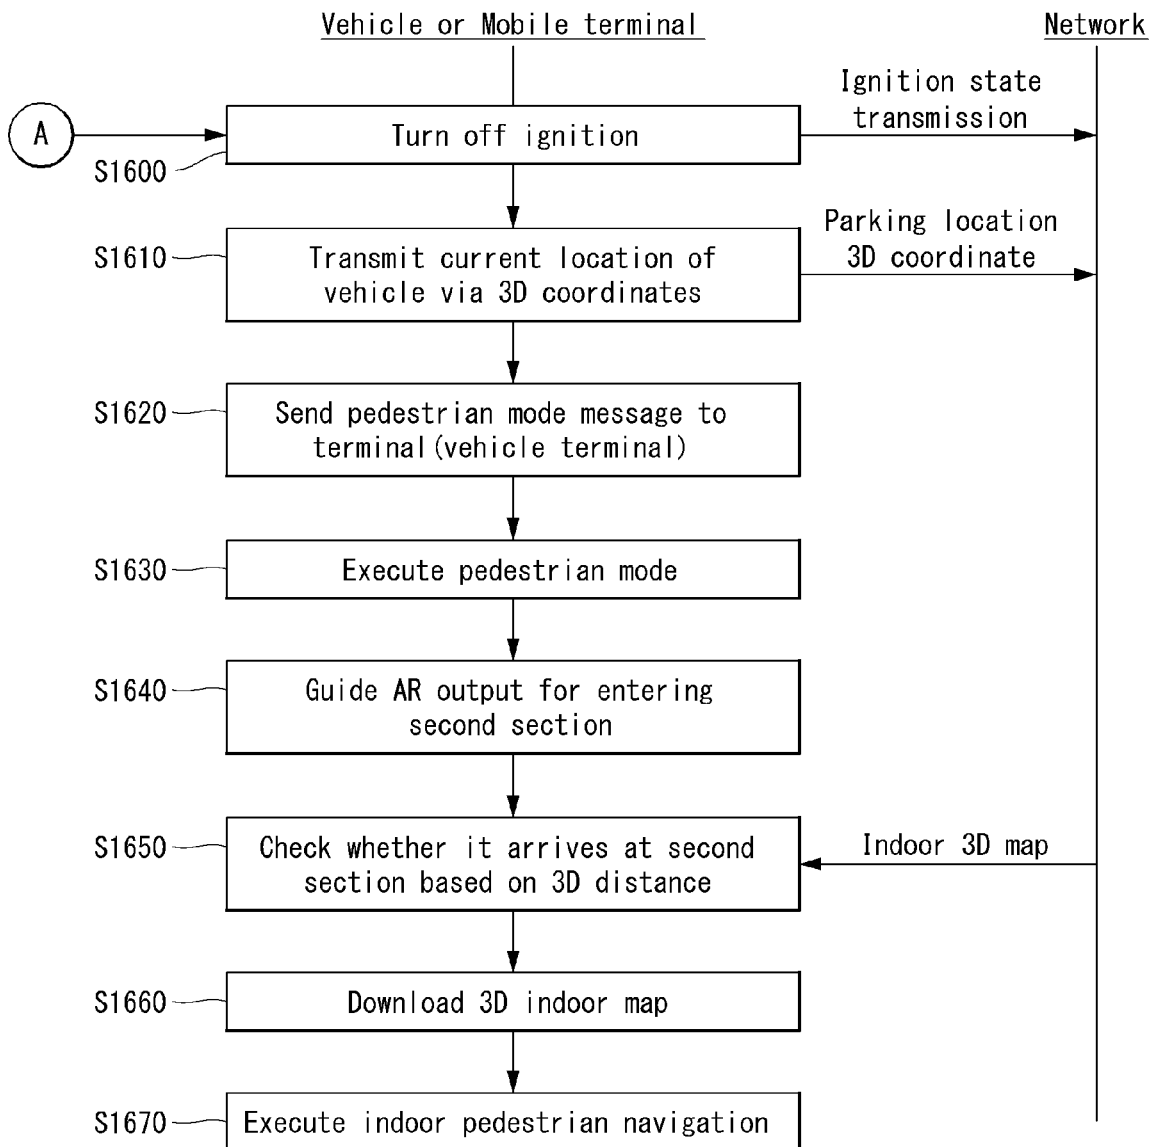 Vehicle or Mobile terminal
Network
Ignition state
transmission
A
Turn off ignition
S1600
Parking location
3D coordinate
S1610
Transmit current location of
vehicle via 3D coordinates
S1620
Send pedestrian mode message to
terminal(vehicle terminal)
S1630
Execute pedestrian mode
S1640
Guide AR output for entering
second section
S1650
Check whether it arrives at second
section based on 3D distance
Indoor 3D map
S1660
Download 3D indoor map
S1670
Execute indoor pedestrian navigation